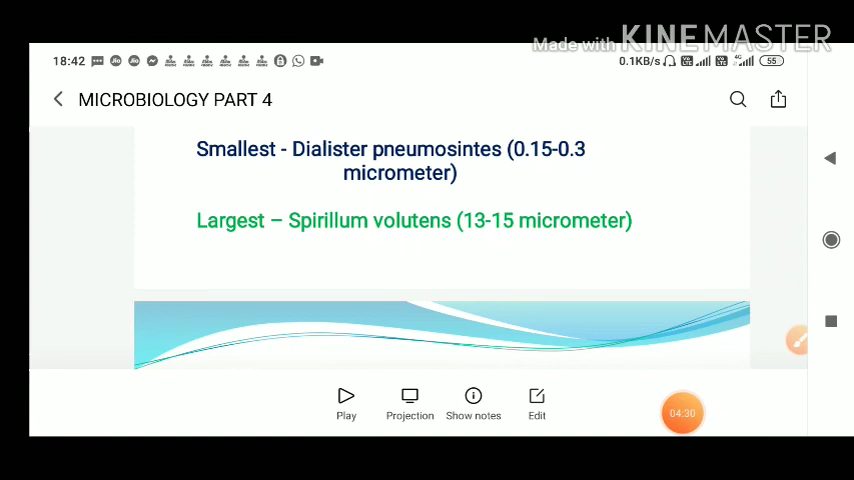 Made with KINEMASTER
18:42
0.1KB/s
55
MICROBIOLOGY PART 4
Smallest - Dialister pneumosintes (0.15-0.3
micrometer)
Largest – Spirillum volutens (13-15 micrometer)
Play
Projection
Show notes
Edit
04:30